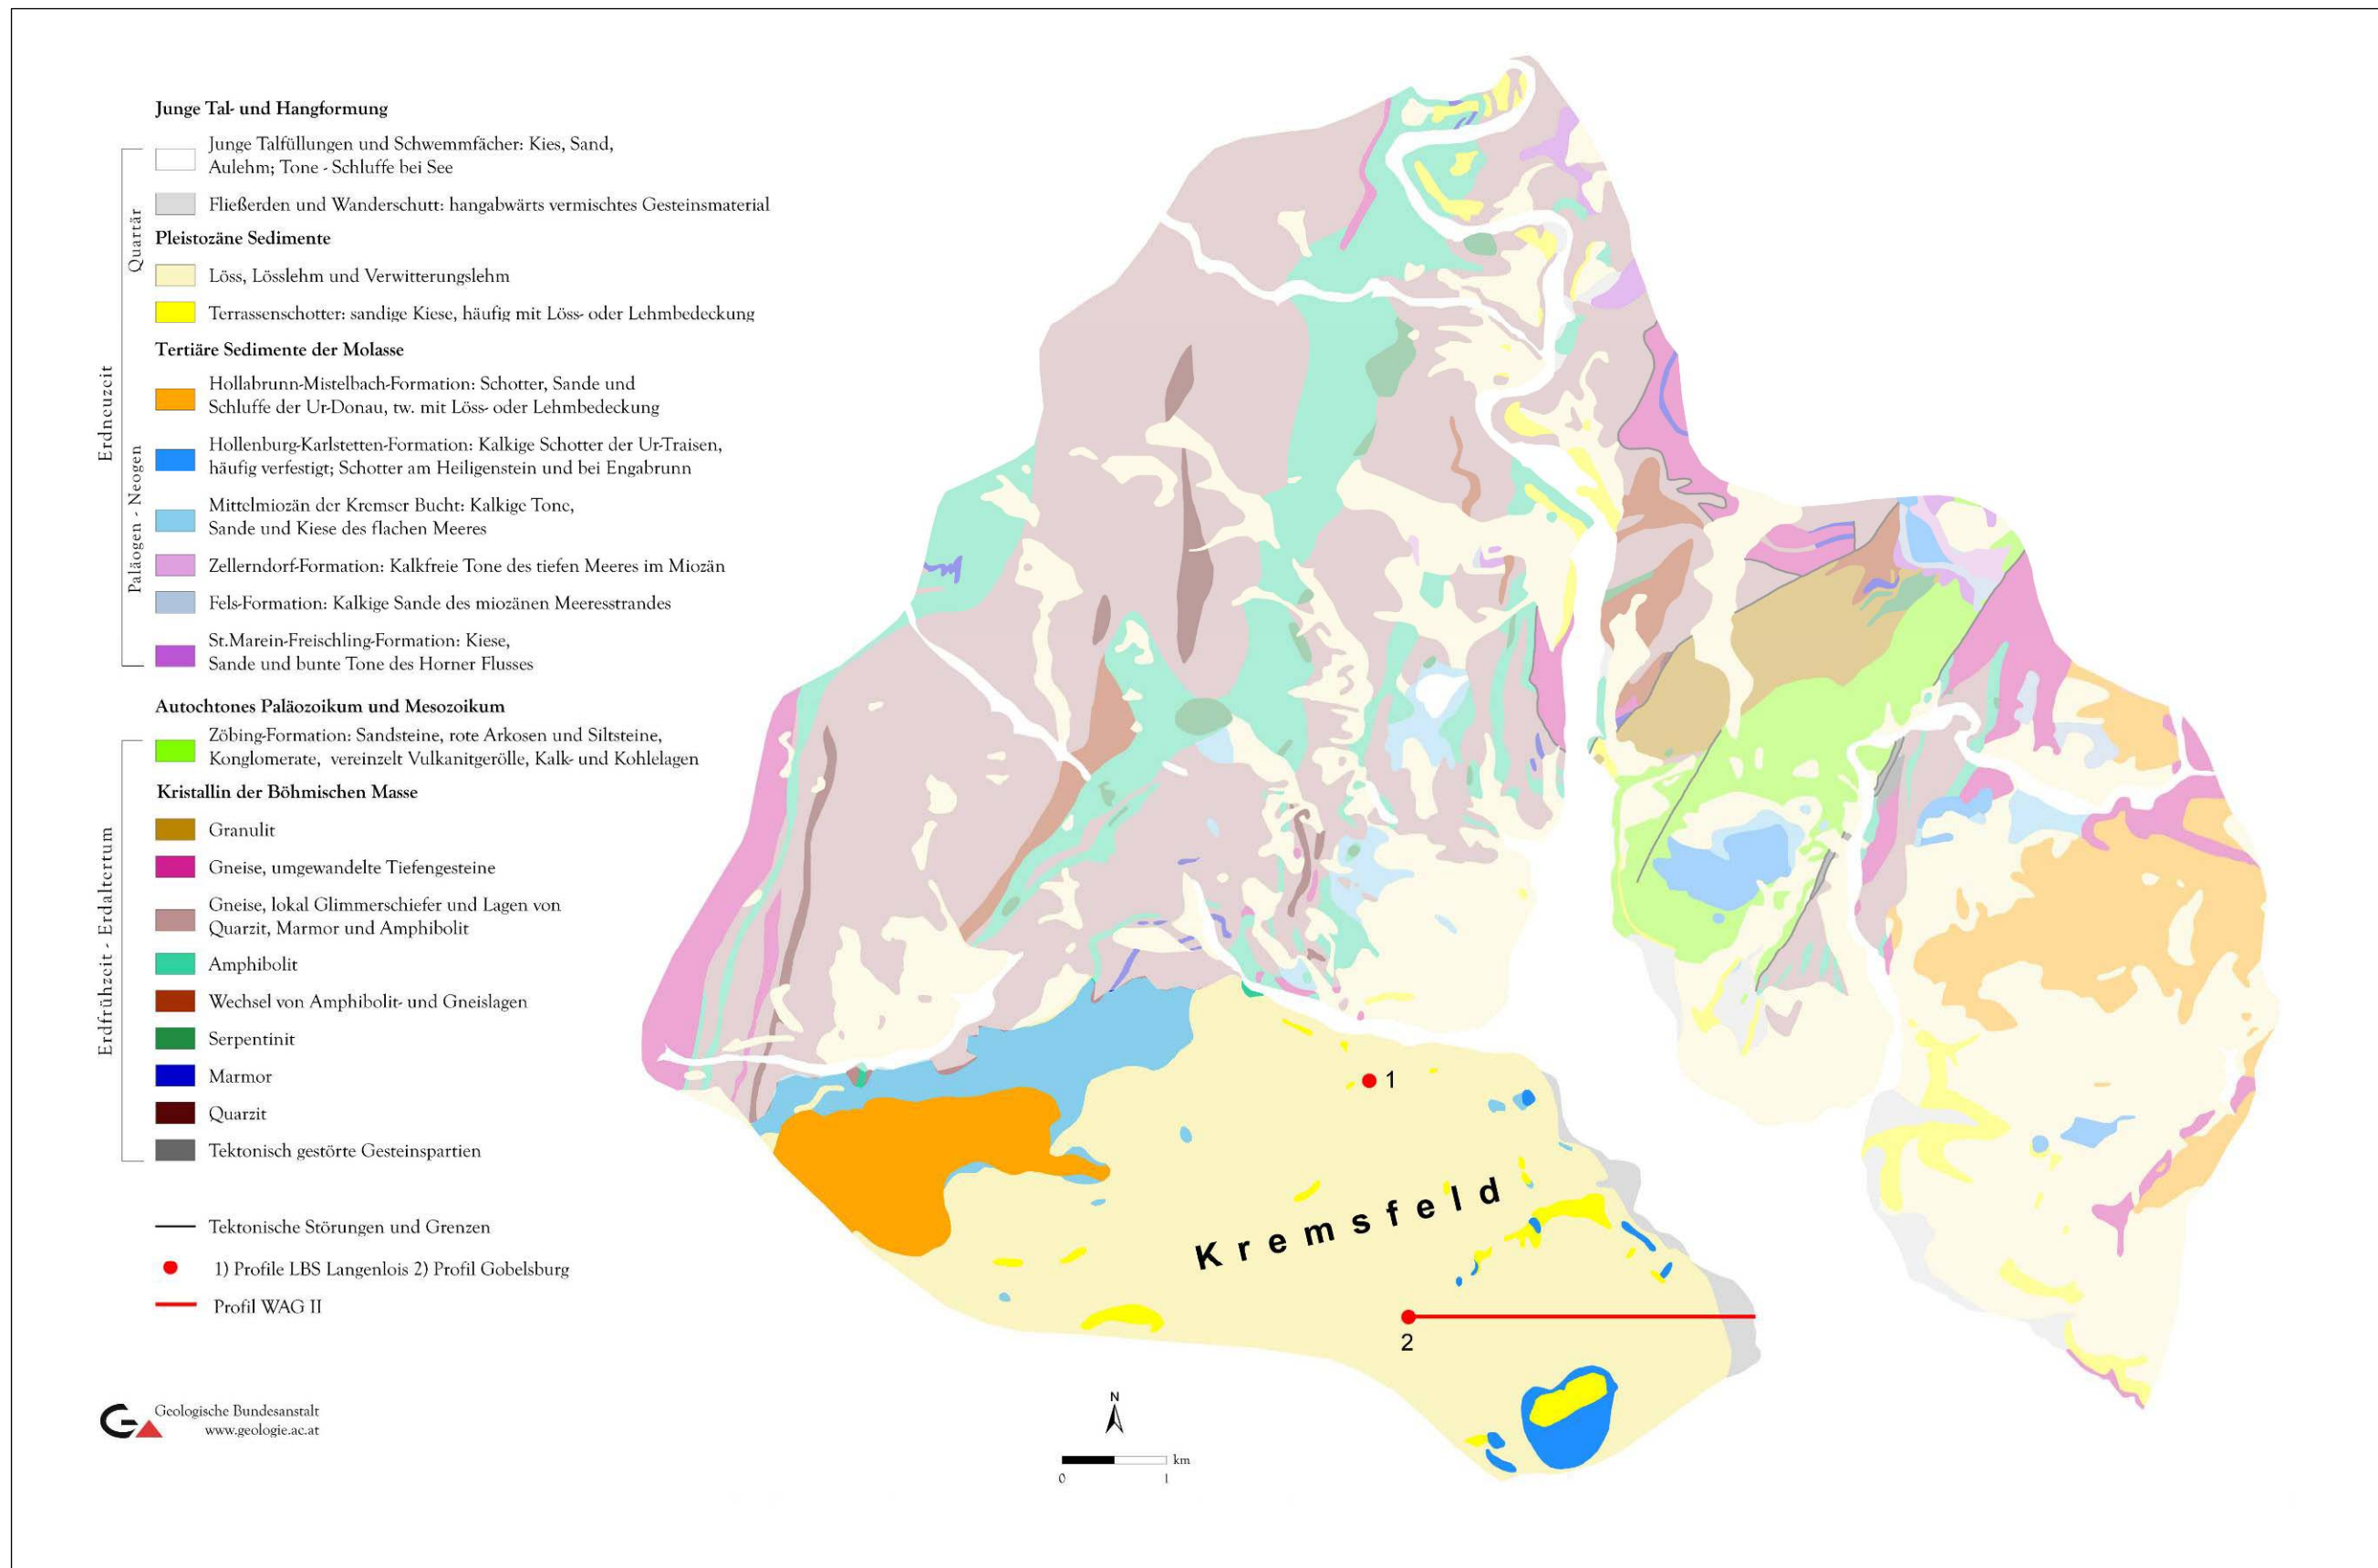 Junge Tal- und Hangformung
Junge Talfüllungen und Schwemmfächer: Kies, Sand,
Aulehm; Tone - Schluffe bei See
Fließerden und Wanderschutt: hangabwärts vermischtes Gesteinsmaterial
Pleistozäne Sedimente
Löss, Lösslehm und Verwitterungslehm
Terrassenschotter: sandige Kiese, häufig mit Löss- oder Lehmbedeckung
Tertiäre Sedimente der Molasse
Hollabrunn-Mistelbach-Formation: Schotter, Sande und
Schluffe der Ur-Donau, tw. mit Löss- oder Lehmbedeckung
Hollenburg-Karlstetten-Formation: Kalkige Schotter der Ur-Traisen,
häufig verfestigt; Schotter am Heiligenstein und bei Engabrunn
Mittelmiozän der Kremser Bucht: Kalkige Tone,
Sande und Kiese des flachen Meeres
Zellerndorf-Formation: Kalkfreie Tone des tiefen Meeres im Miozän
Fels-Formation: Kalkige Sande des miozänen Meeresstrandes
St.Marein-Freischling-Formation: Kiese,
Sande und bunte Tone des Horner Flusses
Autochtones Paläozoikum und Mesozoikum
Zöbing-Formation: Sandsteine, rote Arkosen und Siltsteine,
Konglomerate, vereinzelt Vulkanitgerölle, Kalk- und Kohlelagen
Kristallin der Böhmischen Masse
Granulit
Gneise, umgewandelte Tiefengesteine
Gneise, lokal Glimmerschiefer und Lagen von
Quarzit, Marmor und Amphibolit
Amphibolit
Wechsel von Amphibolit- und Gneislagen
Serpentinit
Marmor
Quarzit
Tektonisch gestörte Gesteinspartien
Tektonische Störungen und Grenzen
1) Profile LBS Langenlois 2) Profil Gobelsburg
Profil WAG II
Erdneuzeit
Quartär
Paläogen - Neogen
Erdfrühzeit - Erdaltertum
Geologische Bundesanstalt
www.geologie.ac.at
1
Kremsfeld
2
N
km
0 1